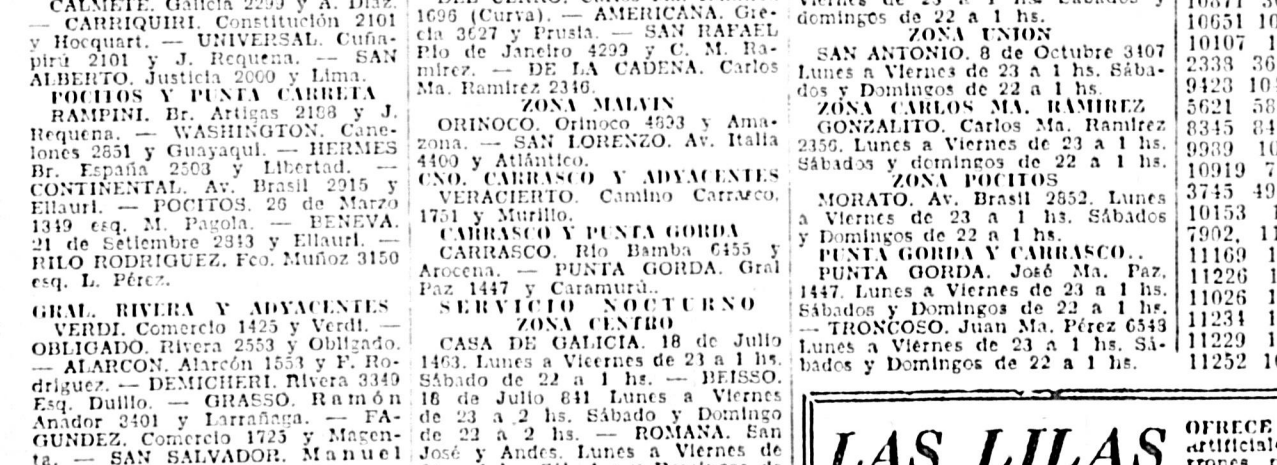 CALMETE. Galicia 2299 y A. Díaz.
— CARRIQUIRI. Constitución 2101
y Hocquart. — UNIVERSAL. Cuña-
pirú 2101 y J. Requena. — SAN
ALBERTO. Justicia 2000 y Lima.
POCITOS Y PUNTA CARRETA
RAMPINI. Br. Artigas 2188 y J.
Requena. — WASHINGTON. Cane-
lones 2851 y Guayaqui. — HERMES
Br. España 2503 y Libertad. —
CONTINENTAL. Av. Brasil 2915 y
Ellauri. — POCITOS. 26 de Marzo
1349 esq. M. Pagola. — BENEVA.
21 de Setiembre 2843 y Ellauri. —
RILO RODRIGUEZ. Fco. Muñoz 3150
esq. L. Pérez.
GRAL. RIVERA Y ADYACENTES
VERDI. Comercio 1425 y Verdi. —
OBLIGADO. Rivera 2553 y Obligado.
— ALARCON. Alarcón 1553 y F. Ro-
dríguez. — DEMICHERI. Rivera 3349
Esq. Duilio. — GRASSO. Ramón
Anador 3401 y Larrañaga. — FA-
GUNDEZ. Comercio 1725 y Magen-
ta. — SAN SALVADOR. Manuel
1696 (Curva). — AMERICANA. Gre-
cia 3627 y Prusia. — SAN RAFAEL
Río de Janeiro 4299 y C. M. Ra-
mírez. — DE LA CADENA. Carlos
Ma. Ramírez 2346.
ZONA MALVIN
ORINOCO. Orinoco 4893 y Ama-
zona. — SAN LORENZO. Av. Italia
4400 y Atlántico.
CNO. CARRASCO Y ADYACENTES
VERACIERTO. Camino Carrasco,
1751 y Murillo.
CARRASCO Y PUNTA GORDA
CARRASCO. Río Bamba 6455 y
Arocena. — PUNTA GORDA. Gral
Paz 1447 y Caramurú..
SERVICIO NOCTURNO
ZONA CENTRO
CASA DE GALICIA. 18 de Julio
1463. Lunes a Vicernes de 23 a 1 hs.
Sábado de 22 a 1 hs. — BEISSO.
18 de Julio 841 Lunes a Viernes
de 23 a 2 hs. Sábado y Domingo
de 22 a 2 hs. — ROMANA. San
José y Andes. Lunes a Viernes de
domingos de 22 a 1 hs.
ZONA UNION
SAN ANTONIO. 8 de Octubre 3407
Lunes a Viernes de 23 a 1 hs. Sába-
dos y Domingos de 22 a 1 hs.
ZONA CARLOS MA. RAMIREZ
GONZALITO. Carlos Ma. Ramírez
2356. Lunes a Viernes de 23 a 1 hs.
Sábados y domingos de 22 a 1 hs.
ZONA POCITOS
MORATO. Av. Brasil 2852. Lunes
a Viernes de 23 a 1 hs. Sábados
y Domingos de 22 a 1 hs.
PUNTA GORDA Y CARRASCO..
PUNTA GORDA. José Ma. Paz,
1447. Lunes a Viernes de 23 a 1 hs.
Sábados y Domingos de 22 a 1 hs.
— TRONCOSO. Juan Ma. Pérez 6543
Lunes a Viérnes de 23 a 1 hs. Sá-
bados y Domingos de 22 a 1 hs.
10651
10107
2333
9423
5621
8345
9939
10919
3745
10153
7902,
11169
11226
11026
11234
11229
11252
LAS LILAS
OFRECE